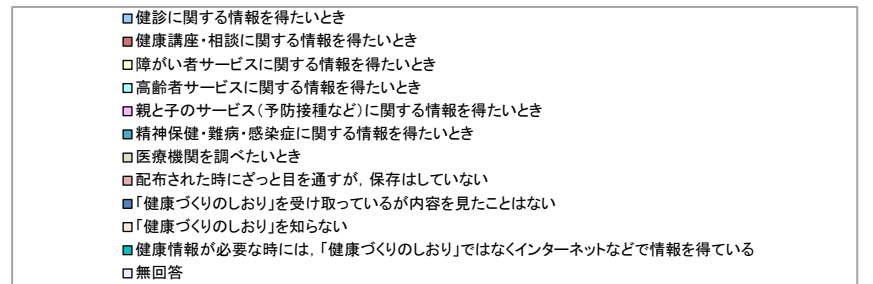 健診に関する情報を得たいとき
健康講座・相談に関する情報を得たいとき
障がい者サービスに関する情報を得たいとき
高齢者サービスに関する情報を得たいとき
親と子のサービス（予防接種など）に関する情報を得たいとき
精神保健・難病・感染症に関する情報を得たいとき
医療機関を調べたいとき
配布された時にざっと目を通すが，保存はしていない
「健康づくりのしおり」を受け取っているが内容を見たことはない
「健康づくりのしおり」を知らない
健康情報が必要な時には，「健康づくりのしおり」ではなくインターネットなどで情報を得ている
無回答